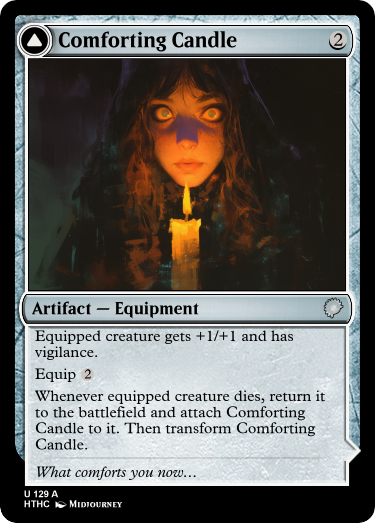 Comforting Candle 2
Artifact — Equipment
Equipped creature gets +1/+1 and has
vigilance.
Equip 2
Whenever equipped creature dies, return it
to the battlefield and attach Comforting
Candle to it. Then transform Comforting
Candle.
What comforts you now…
U 129 A
HTHC Midjourney